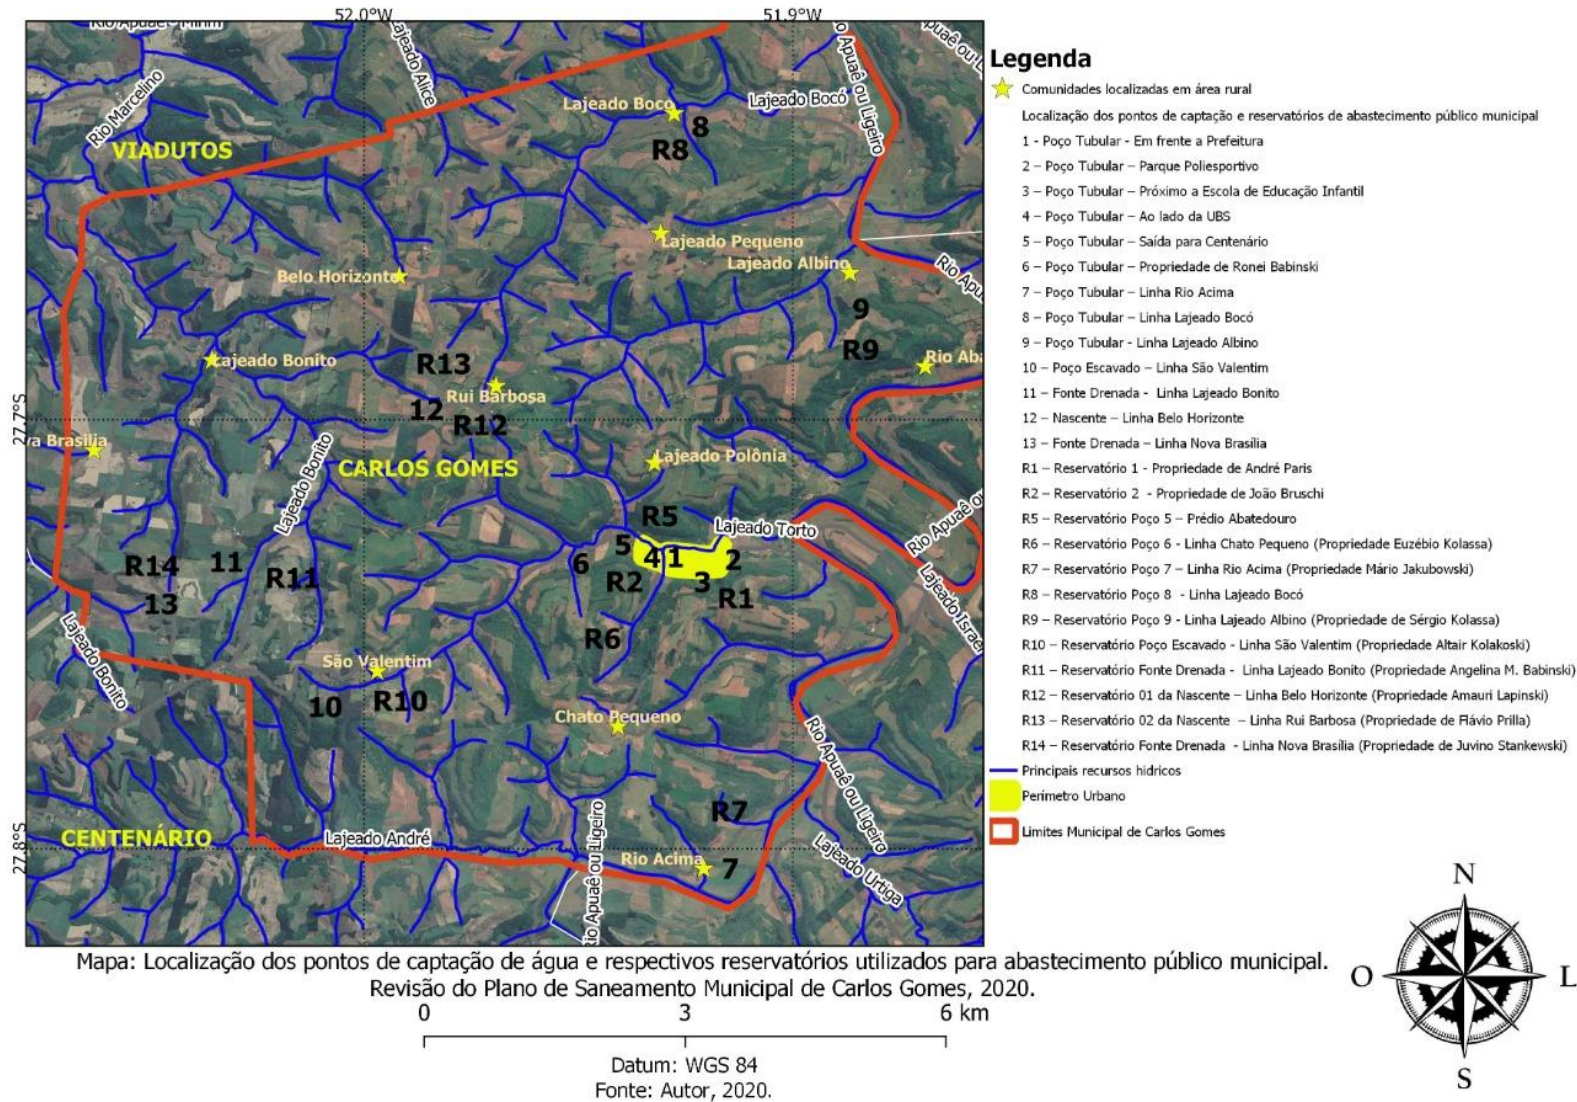 52.0°W
51.9°W
Rio Apuaê - Mirim
Lajeado Alice
Rio Marcelino
VIADUTOS
Lajeado Bocó
Lajeado Bocó
8
R8
o Apuaê ou Ligeiro
Lajeado Pequeno
Lajeado Albino
Belo Horizonte
Rio Apu
9
R9
Rio Aba
Lajeado Bonito
R13
Rui Barbosa
12
R12
27.7°S
va Brasilia
Lajeado Bonito
CARLOS GOMES
Lajeado Polônia
R5
Lajeado Torto
Rio Apuaê ou
R14
11
R11
13
6
5
4
1
2
3
R2
R1
R6
Lajeado Israel
Lajeado Bonito
São Valentim
10
R10
Chato Pequeno
Rio Apuaê ou Ligeiro
R7
CENTENÁRIO
Lajeado André
Rio Apuaê ou Ligeiro
Rio Acima
7
Lajeado Urtiga
27.8°S
Legenda
Comunidades localizadas em área rural
Localização dos pontos de captação e reservatórios de abastecimento público municipal
1 - Poço Tubular - Em frente a Prefeitura
2 – Poço Tubular – Parque Poliesportivo
3 – Poço Tubular – Próximo a Escola de Educação Infantil
4 – Poço Tubular – Ao lado da UBS
5 – Poço Tubular – Saída para Centenário
6 – Poço Tubular – Propriedade de Ronei Babinski
7 – Poço Tubular – Linha Rio Acima
8 – Poço Tubular – Linha Lajeado Bocó
9 – Poço Tubular - Linha Lajeado Albino
10 – Poço Escavado – Linha São Valentim
11 – Fonte Drenada - Linha Lajeado Bonito
12 – Nascente – Linha Belo Horizonte
13 – Fonte Drenada – Linha Nova Brasília
R1 – Reservatório 1 - Propriedade de André Paris
R2 – Reservatório 2 - Propriedade de João Bruschi
R5 – Reservatório Poço 5 – Prédio Abatedouro
R6 – Reservatório Poço 6 - Linha Chato Pequeno (Propriedade Euzébio Kolassa)
R7 – Reservatório Poço 7 – Linha Rio Acima (Propriedade Mário Jakubowski)
R8 – Reservatório Poço 8 - Linha Lajeado Bocó
R9 – Reservatório Poço 9 - Linha Lajeado Albino (Propriedade de Sérgio Kolassa)
R10 – Reservatório Poço Escavado - Linha São Valentim (Propriedade Altair Kolakoski)
R11 – Reservatório Fonte Drenada - Linha Lajeado Bonito (Propriedade Angelina M. Babinski)
R12 – Reservatório 01 da Nascente – Linha Belo Horizonte (Propriedade Amauri Lapinski)
R13 – Reservatório 02 da Nascente – Linha Rui Barbosa (Propriedade de Flávio Prilla)
R14 – Reservatório Fonte Drenada - Linha Nova Brasília (Propriedade de Juvino Stankewski)
Principais recursos hidricos
Perímetro Urbano
Limites Municipal de Carlos Gomes
N
O
L
S
Mapa: Localização dos pontos de captação de água e respectivos reservatórios utilizados para abastecimento público municipal.
Revisão do Plano de Saneamento Municipal de Carlos Gomes, 2020.
0 3 6 km
Datum: WGS 84
Fonte: Autor, 2020.